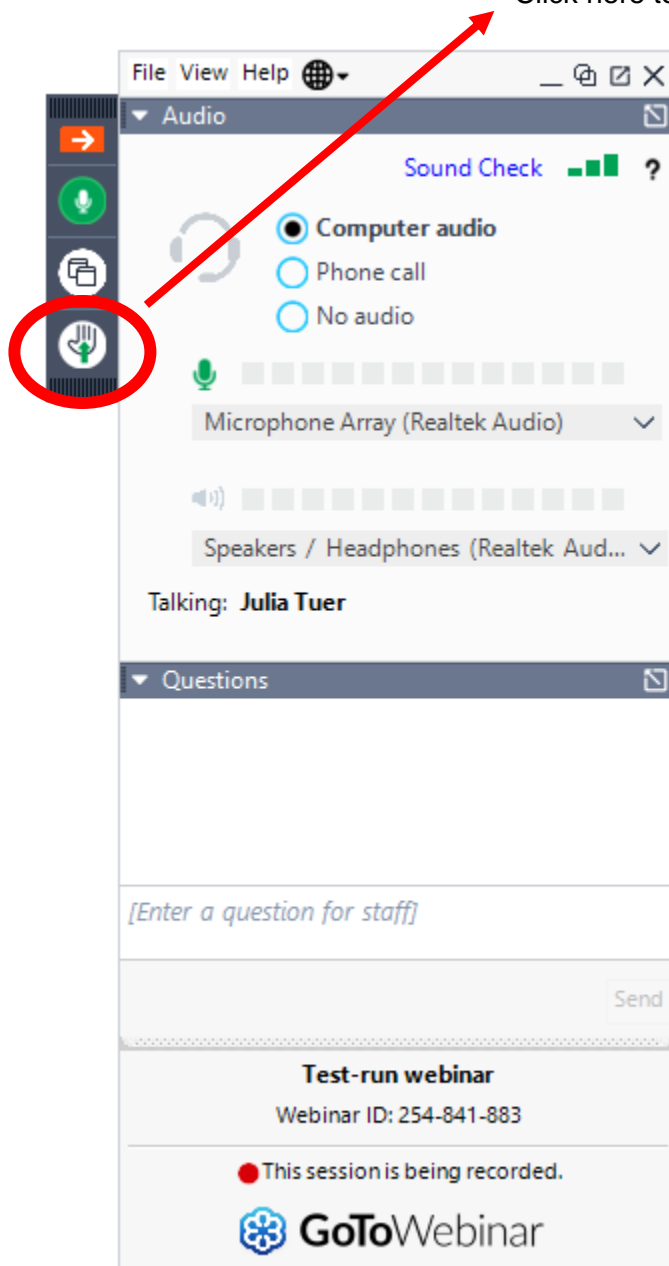 Click here to
File View Help
Audio
Sound Check ?
Computer audio
Phone call
No audio
Microphone Array (Realtek Audio)
Speakers / Headphones (Realtek Aud...
Talking: Julia Tuer
Questions
[Enter a question for staff]
Send
Test-run webinar
Webinar ID: 254-841-883
This session is being recorded.
GoToWebinar